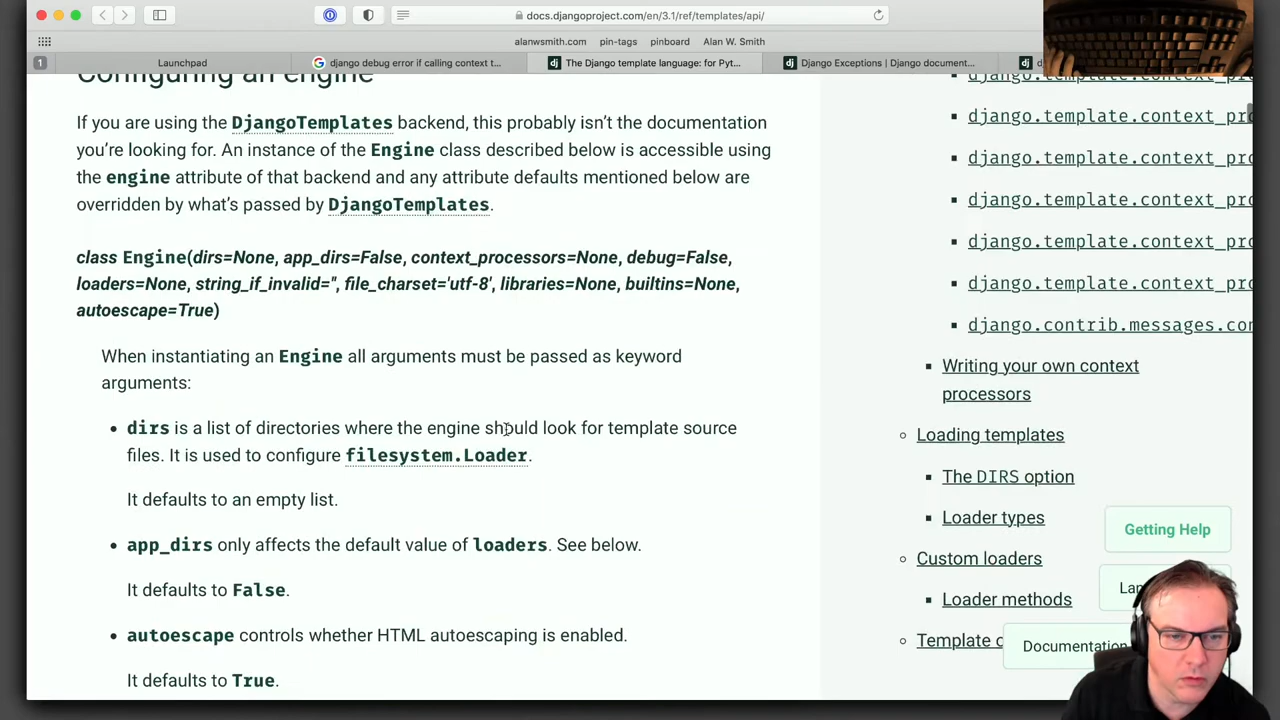 docs.djangoproject.com/en/3.1/ref/templates/api/
alanwsmith.com pin-tags pinboard Alan W. Smith
1 Launchpad django debug error if calling context t... The Django template language: for Pyt... Django Exceptions | Django document...
Configuring an engine
If you are using the DjangoTemplates backend, this probably isn't the documentation
you're looking for. An instance of the Engine class described below is accessible using
the engine attribute of that backend and any attribute defaults mentioned below are
overridden by what's passed by DjangoTemplates.
class Engine(dirs=None, app_dirs=False, context_processors=None, debug=False,
loaders=None, string_if_invalid='', file_charset='utf-8', libraries=None, builtins=None,
autoescape=True)
When instantiating an Engine all arguments must be passed as keyword
arguments:
dirs is a list of directories where the engine should look for template source
files. It is used to configure filesystem.Loader.
It defaults to an empty list.
app_dirs only affects the default value of loaders. See below.
It defaults to False.
autoescape controls whether HTML autoescaping is enabled.
It defaults to True.
django.template.context_pro
django.template.context_pro
django.template.context_pro
django.template.context_pro
django.template.context_pro
django.template.context_pro
django.contrib.messages.con
Writing your own context
processors
Loading templates
The DIRS option
Loader types
Custom loaders
Loader methods
Template
Getting Help
Documentation